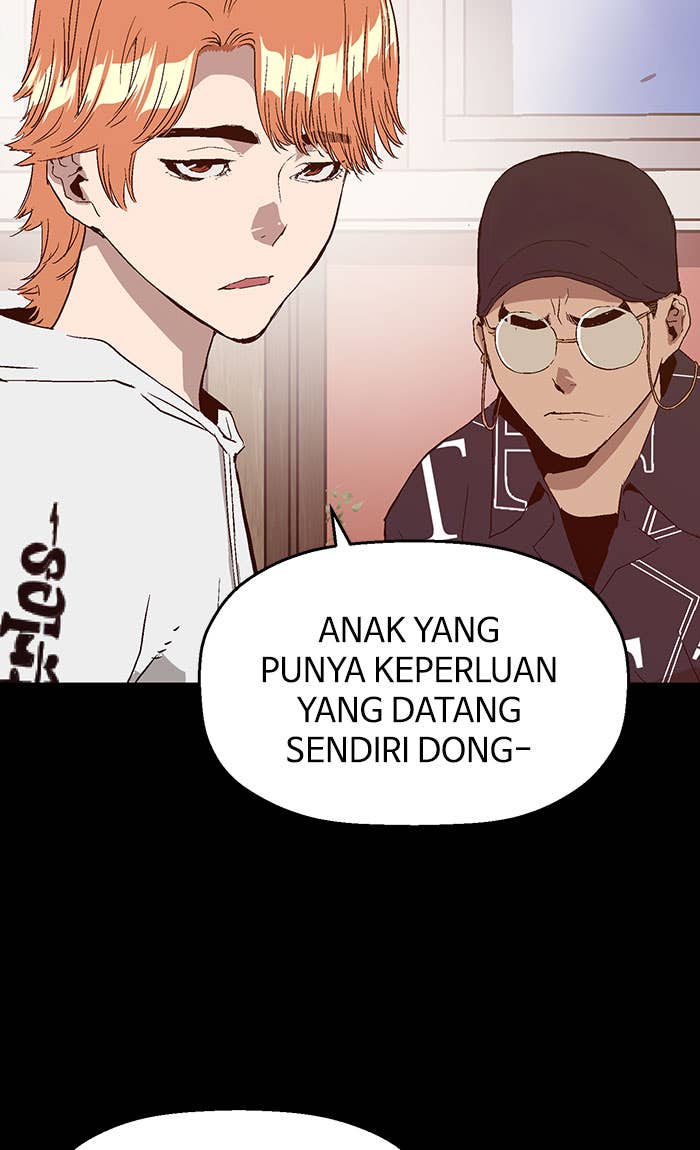 ANAK YANG
PUNYA KEPERLUAN
YANG DATANG
SENDIRI DONG-